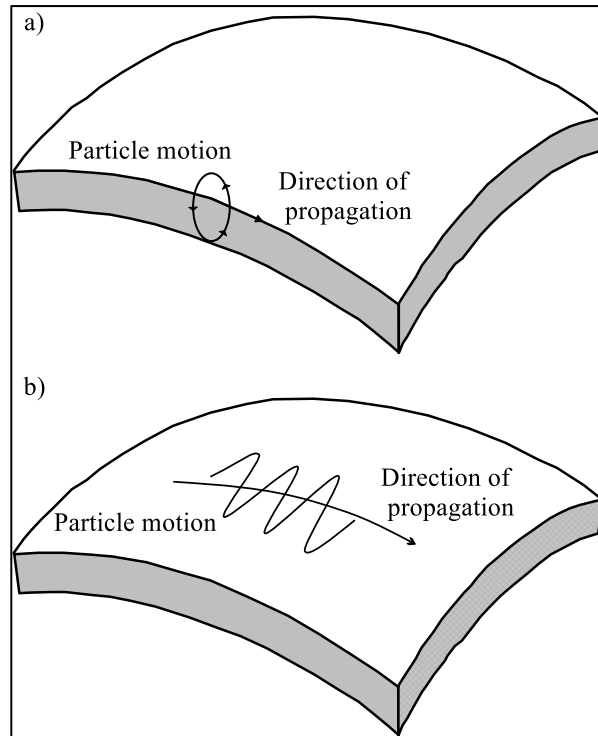 a)
Particle motion
Direction of
propagation
b)
Direction of
propagation
Particle motion